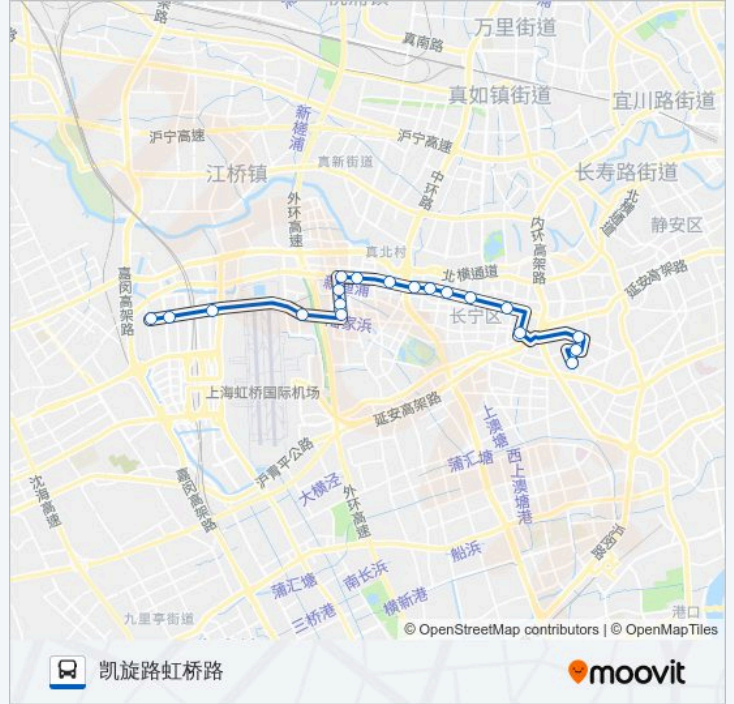 万里街道
真南路
真如镇街道
宜川路街道
新槎浦
沪宁高速
沪宁高速
江桥镇
真新街道
中环路
长寿路街道
北横通道
外环高速
静安区
内环高架路
真北村
嘉闵高架路
北横通道
延安高架路
长宁区
上海虹桥国际机场
延安高架路
上澳塘
沪青平公路
蒲汇塘
西上澳塘港
沈海高速
嘉闵高架路
大横泾
外环高速
船浜
南长浜
蒲汇塘
横新港
九里亭街道
三桥港
港口
© OpenStreetMap contributors | © OpenMapTiles
凯旋路虹桥路
moovit